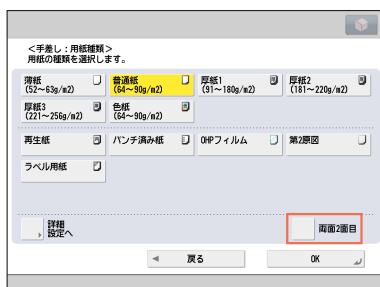 ＜手差し：用紙種類＞
用紙の種類を選択します。
薄紙
(52～63g/m2)
普通紙
(64～90g/m2)
厚紙1
(91～180g/m2)
厚紙2
(181～220g/m2)
厚紙3
(221～256g/m2)
色紙
(64～90g/m2)
再生紙
パンチ済み紙
OHPフィルム
第2原図
ラベル用紙
詳細
設定へ
両面2面目
戻る
OK